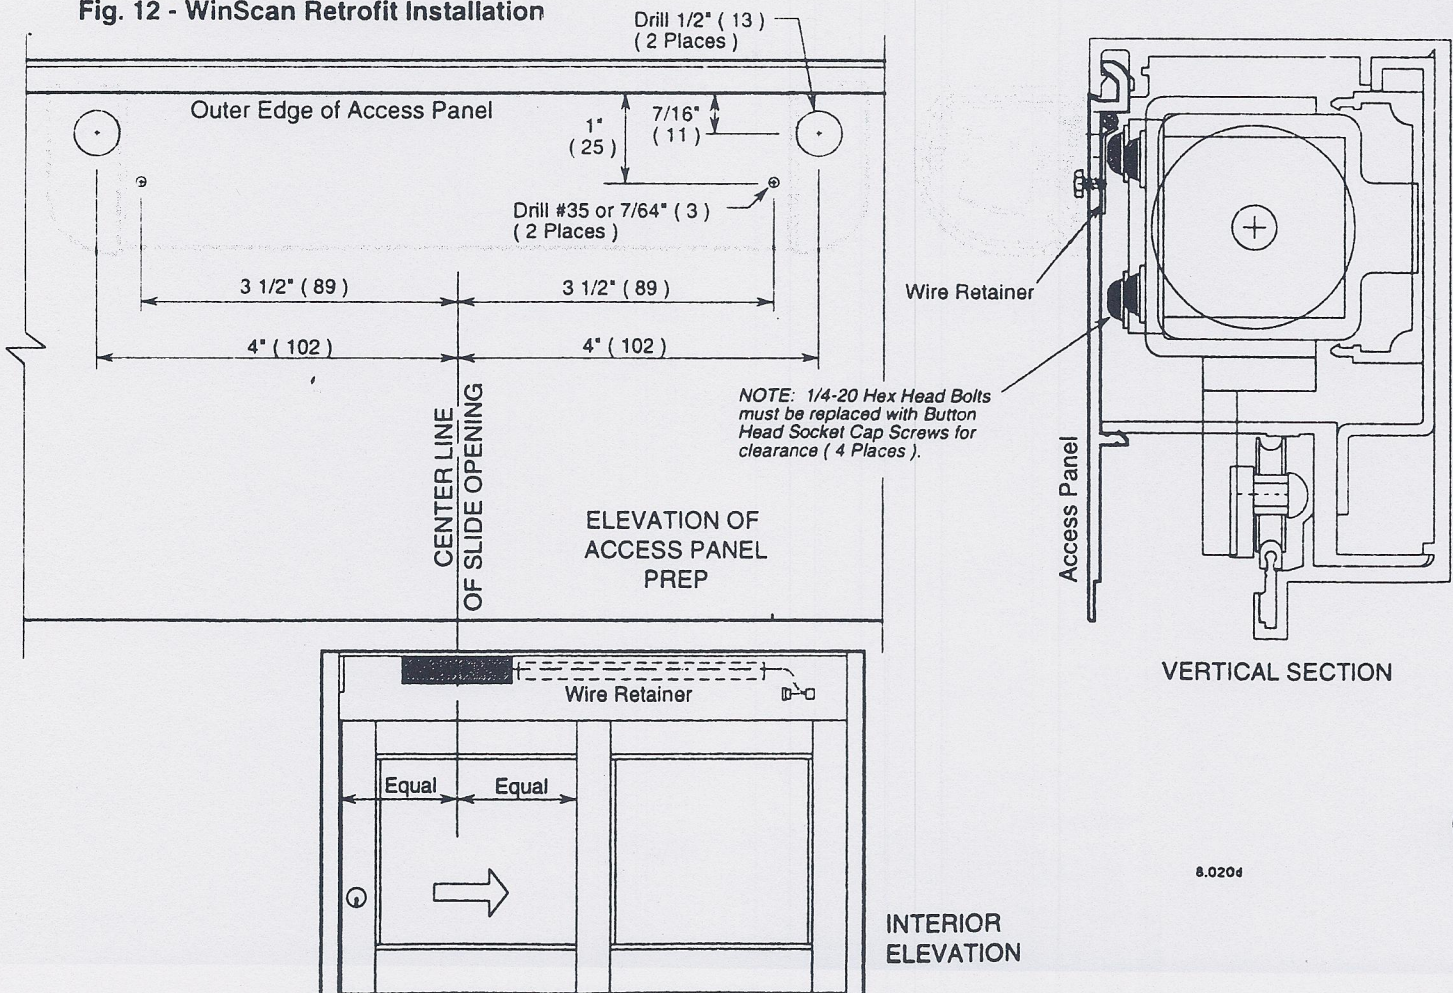 Fig. 12 - WinScan Retrofit Installation
Drill 1/2" ( 13 )
( 2 Places )
Outer Edge of Access Panel
1"
( 25 )
7/16"
( 11 )
Drill #35 or 7/64" ( 3 )
( 2 Places )
3 1/2" ( 89 )
3 1/2" ( 89 )
4" ( 102 )
4" ( 102 )
CENTER LINE
OF SLIDE OPENING
ELEVATION OF
ACCESS PANEL
PREP
Wire Retainer
NOTE: 1/4-20 Hex Head Bolts
must be replaced with Button
Head Socket Cap Screws for
clearance ( 4 Places ).
Access Panel
VERTICAL SECTION
Wire Retainer
Equal
Equal
INTERIOR
ELEVATION
8.020d